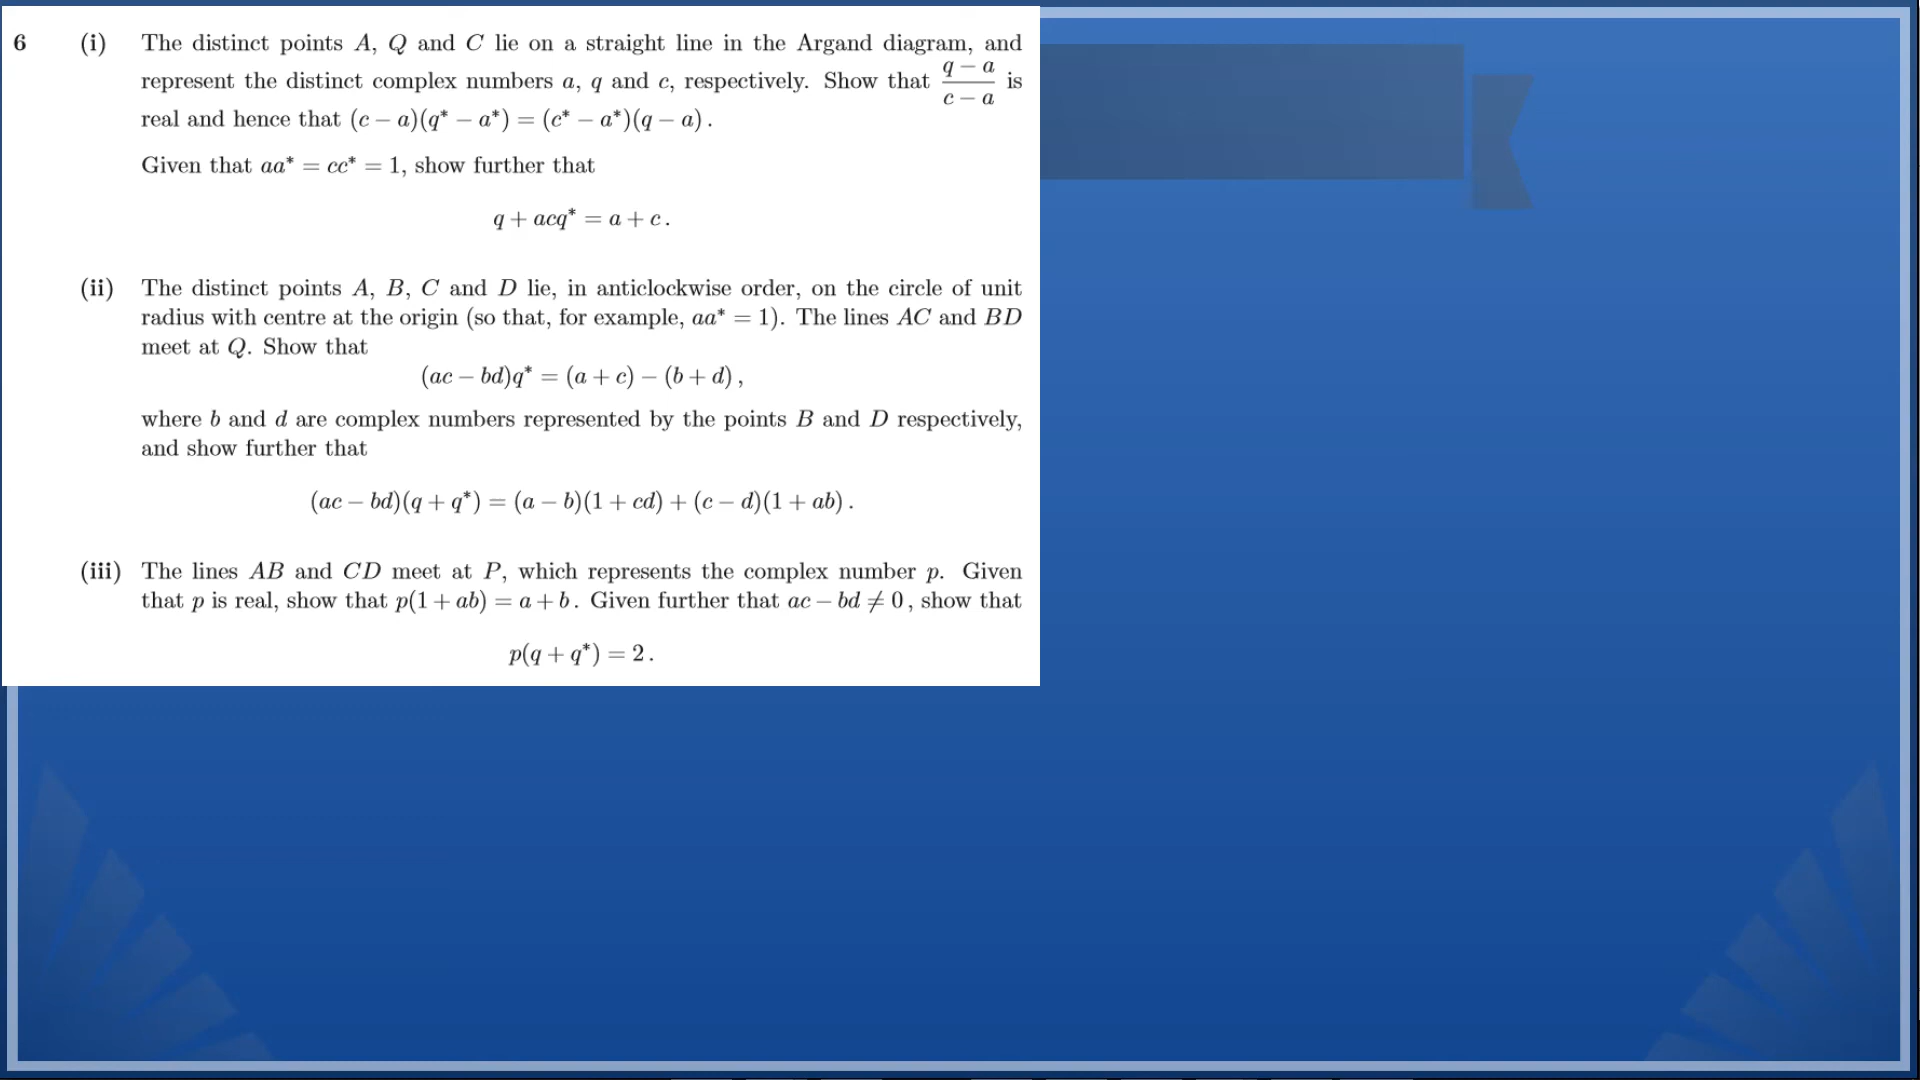 6 (i) The distinct points A, Q and C lie on a straight line in the Argand diagram, and
represent the distinct complex numbers a, q and c, respectively. Show that \frac{q − a}{c − a} is
real and hence that (c − a)(q* − a*) = (c* − a*)(q − a) .
Given that aa* = cc* = 1, show further that
q + acq* = a + c .
(ii) The distinct points A, B, C and D lie, in anticlockwise order, on the circle of unit
radius with centre at the origin (so that, for example, aa* = 1). The lines AC and BD
meet at Q. Show that
(ac − bd)q* = (a + c) − (b + d) ,
where b and d are complex numbers represented by the points B and D respectively,
and show further that
(ac − bd)(q + q*) = (a − b)(1 + cd) + (c − d)(1 + ab) .
(iii) The lines AB and CD meet at P, which represents the complex number p. Given
that p is real, show that p(1 + ab) = a + b . Given further that ac − bd ≠ 0 , show that
p(q + q*) = 2 .